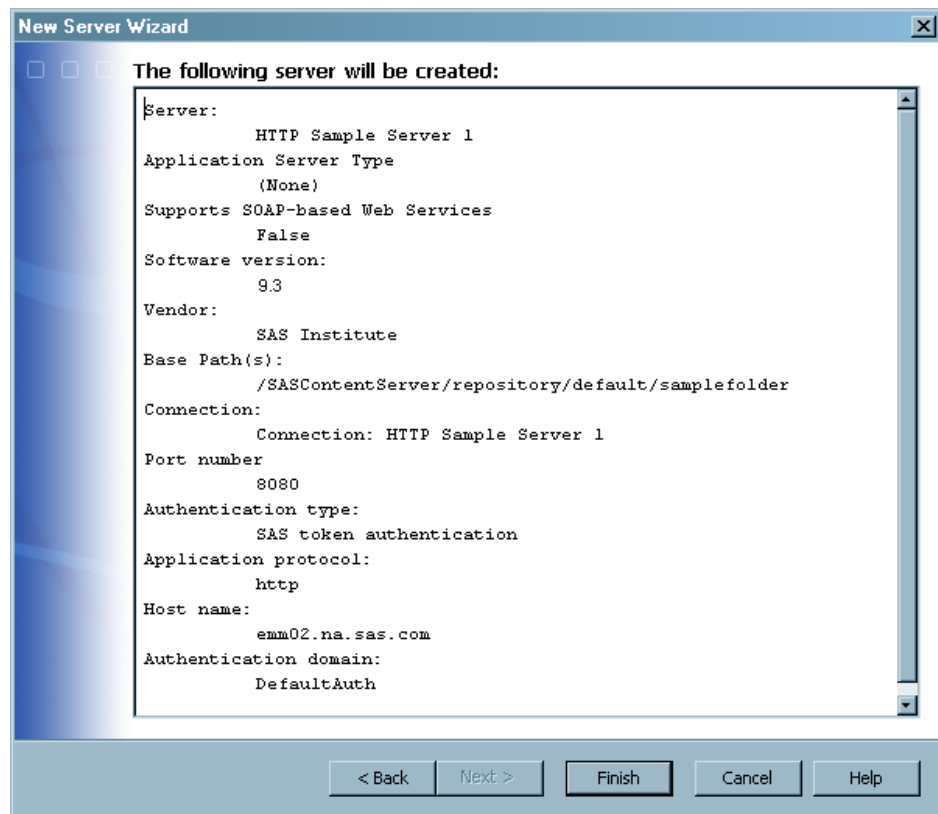 New Server Wizard
The following server will be created:
Server:
HTTP Sample Server 1
Application Server Type
(None)
Supports SOAP-based Web Services
False
Software version:
9.3
Vendor:
SAS Institute
Base Path(s):
/SASContentServer/repository/default/samplefolder
Connection:
Connection: HTTP Sample Server 1
Port number
8080
Authentication type:
SAS token authentication
Application protocol:
http
Host name:
emm02.na.sas.com
Authentication domain:
DefaultAuth
< Back Next > Finish Cancel Help